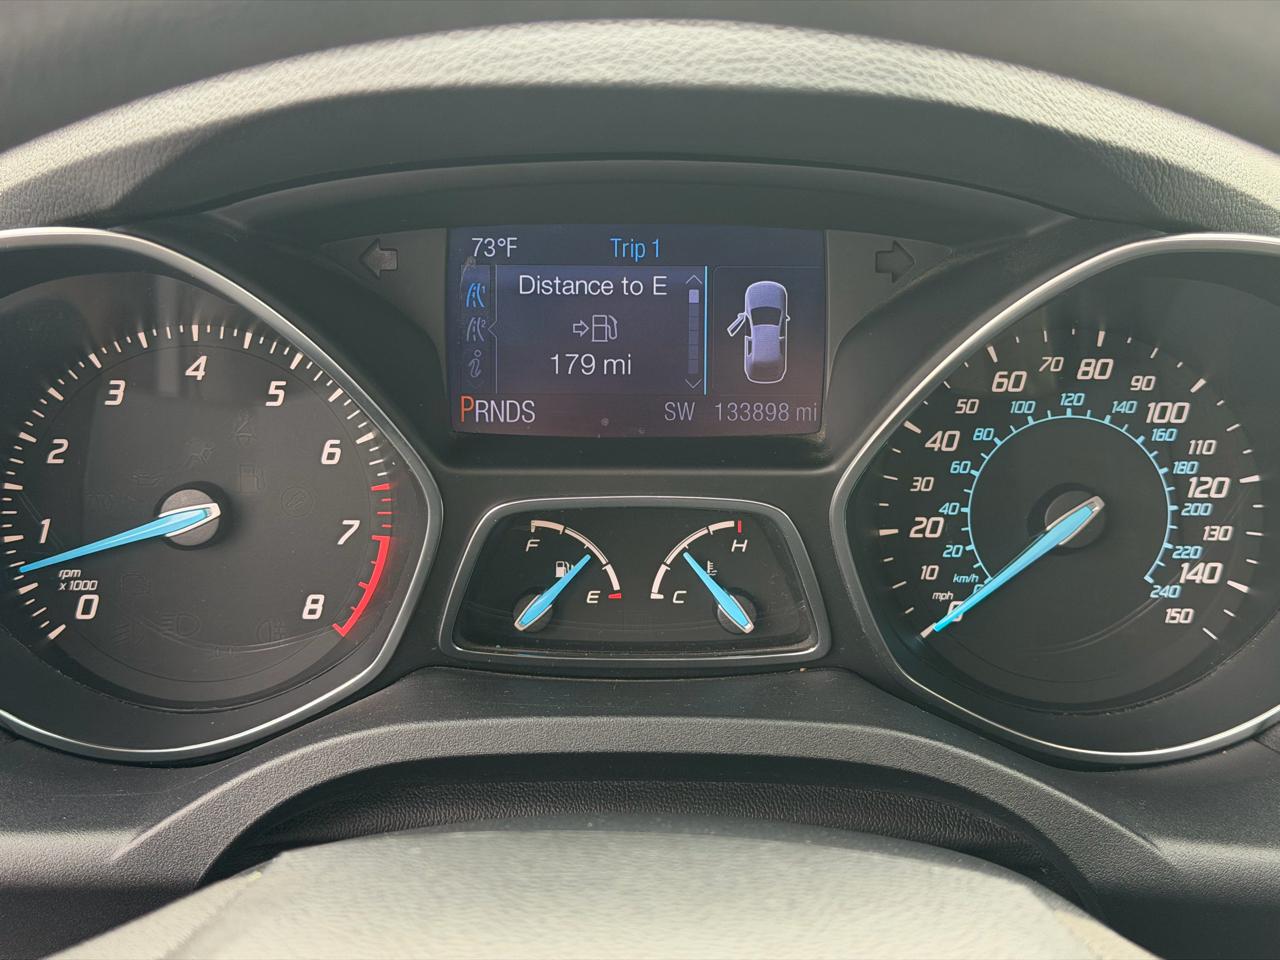 73°F Trip 1
Distance to E
179 mi
PRNDS SW 133898 mi
0 1 2 3 4 5 6 7 8
rpm
x 1000
F E
H C
0 10 20 30 40 50 60 70 80 90 100 110 120 130 140 150
mph
km/h
20 40 60 80 100 120 140 160 180 200 220 240